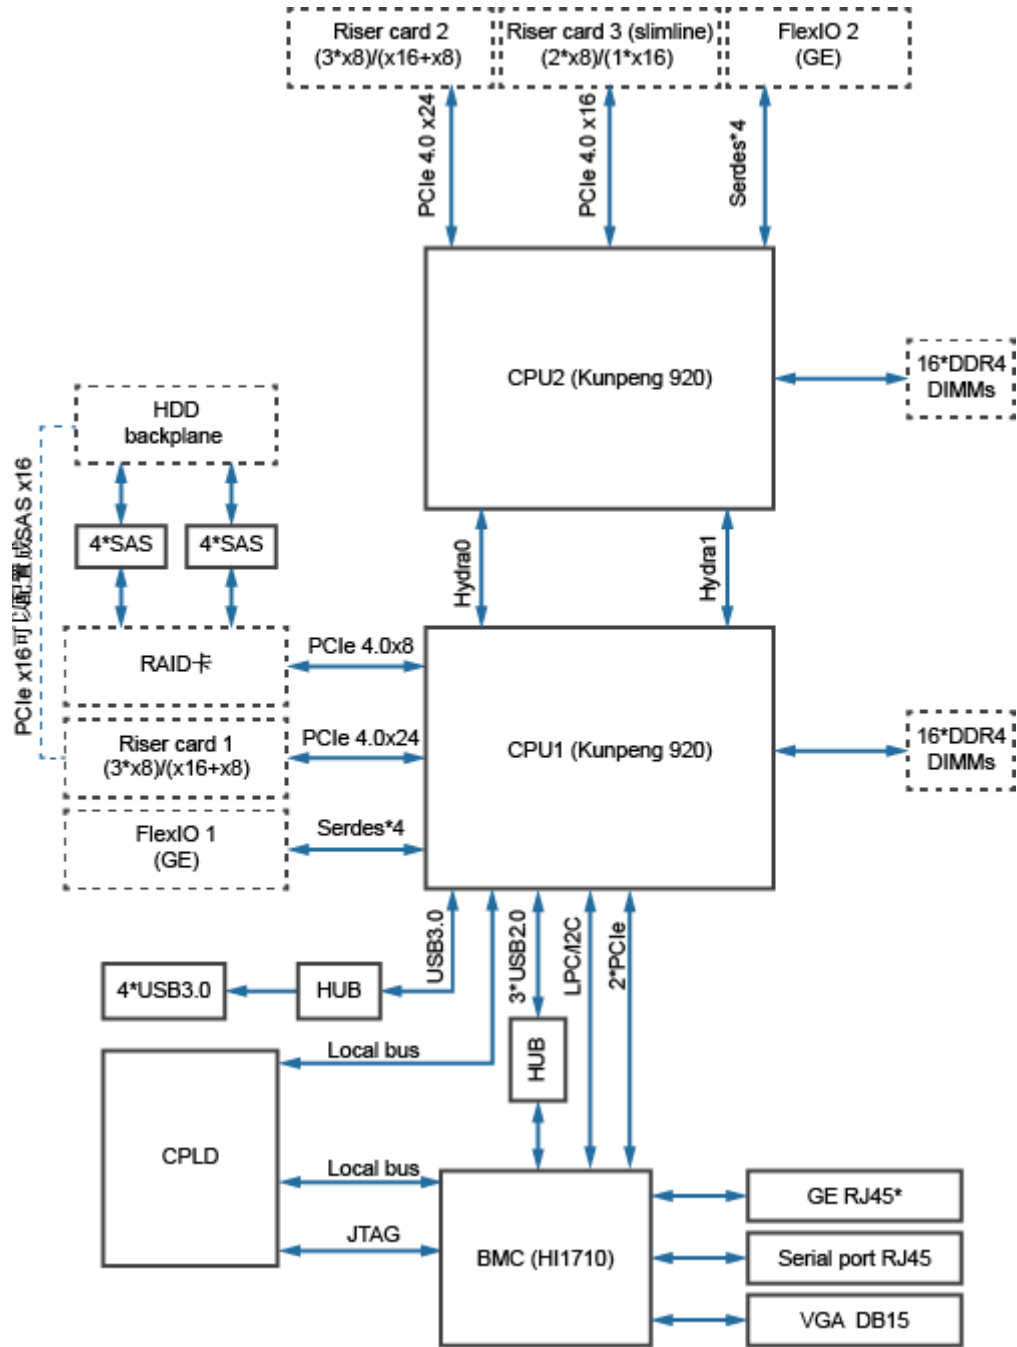 Riser card 2
(3*x8)/(x16+x8)
Riser card 3 (slimline)
(2*x8)/(1*x16)
FlexIO 2
(GE)
PCIe 4.0 x24
PCIe 4.0 x16
Serdes*4
CPU2 (Kunpeng 920)
16*DDR4
DIMMs
HDD
backplane
4*SAS
4*SAS
PCIe x16可以配置成SAS x16
Hydra0
Hydra1
RAID卡
PCIe 4.0x8
Riser card 1
(3*x8)/(x16+x8)
PCIe 4.0x24
CPU1 (Kunpeng 920)
16*DDR4
DIMMs
FlexIO 1
(GE)
Serdes*4
USB3.0
3*USB2.0
LPC/I2C
2*PCIe
4*USB3.0
HUB
HUB
Local bus
CPLD
Local bus
JTAG
BMC (HI1710)
GE RJ45*
Serial port RJ45
VGA DB15